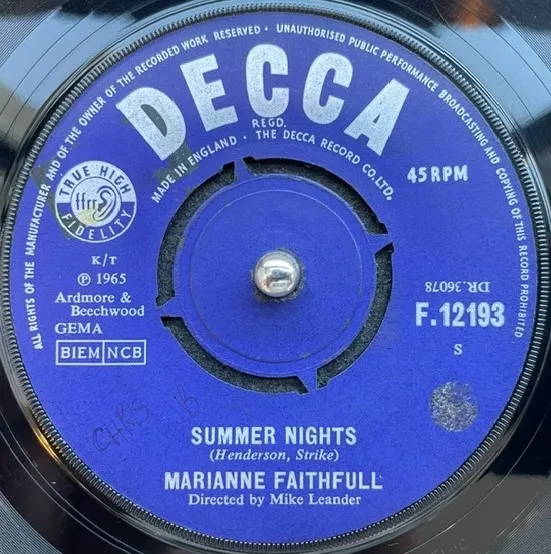 ALL RIGHTS OF THE MANUFACTURER AND OF THE OWNER OF THE RECORDED WORK RESERVED · UNAUTHORISED PUBLIC PERFORMANCE BROADCASTING AND COPYING OF THIS RECORD PROHIBITED
DECCA
REGD.
MADE IN ENGLAND · THE DECCA RECORD CO. LTD.
TRUE HIGH
ffrr
FIDELITY
45 RPM
K/T
℗ 1965
Ardmore &
Beechwood
GEMA
BIEM NCB
DR.36078
F.12193
S
CHRIS B
SUMMER NIGHTS
(Henderson, Strike)
MARIANNE FAITHFULL
Directed by Mike Leander